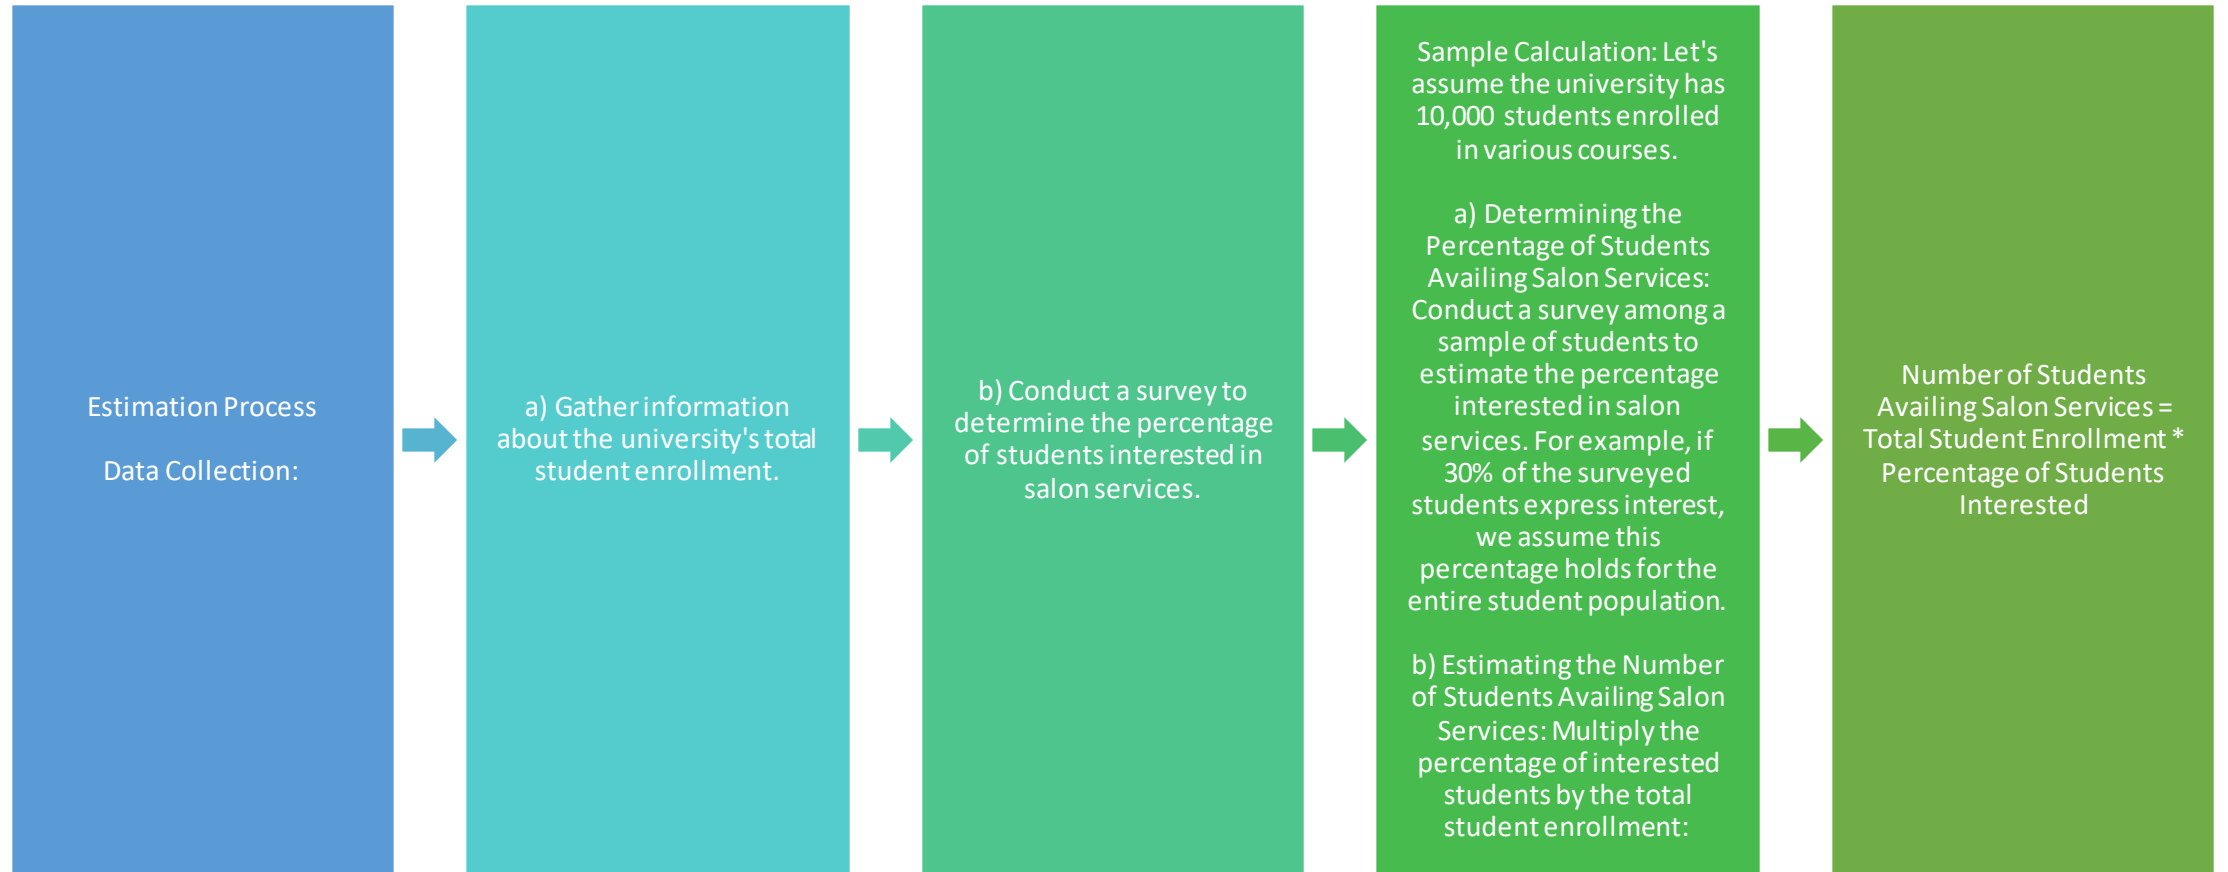 Estimation Process
Data Collection:
a) Gather information
about the university's total
student enrollment.
b) Conduct a survey to
determine the percentage
of students interested in
salon services.
Sample Calculation: Let's
assume the university has
10,000 students enrolled
in various courses.
a) Determining the
Percentage of Students
Availing Salon Services:
Conduct a survey among a
sample of students to
estimate the percentage
interested in salon
services. For example, if
30% of the surveyed
students express interest,
we assume this
percentage holds for the
entire student population.
b) Estimating the Number
of Students Availing Salon
Services: Multiply the
percentage of interested
students by the total
student enrollment:
Number of Students
Availing Salon Services =
Total Student Enrollment *
Percentage of Students
Interested